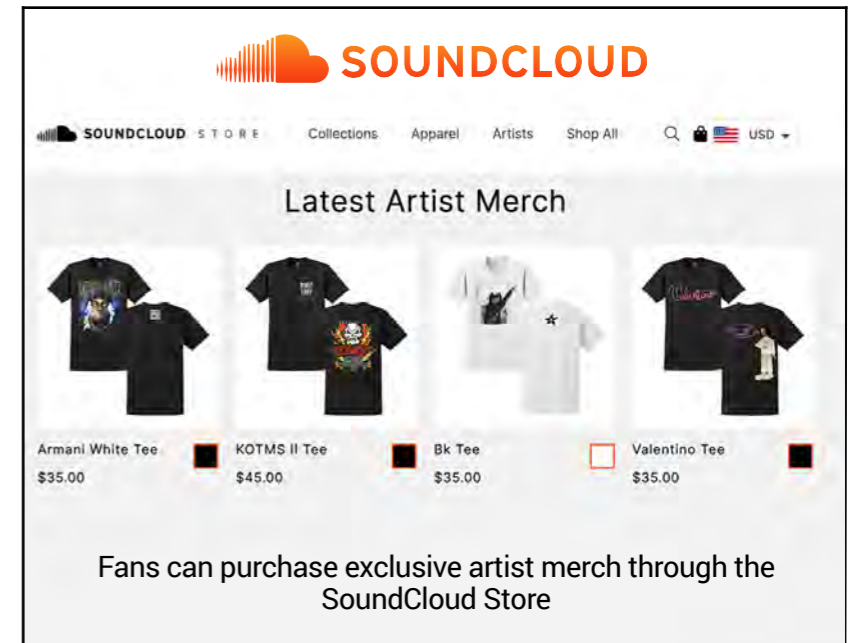 SOUNDCLOUD
SOUNDCLOUD STORE Collections Apparel Artists Shop All USD
Latest Artist Merch
Valentino
Armani White Tee
$35.00
KOTMS II Tee
$45.00
Bk Tee
$35.00
Valentino Tee
$35.00
Fans can purchase exclusive artist merch through the
SoundCloud Store